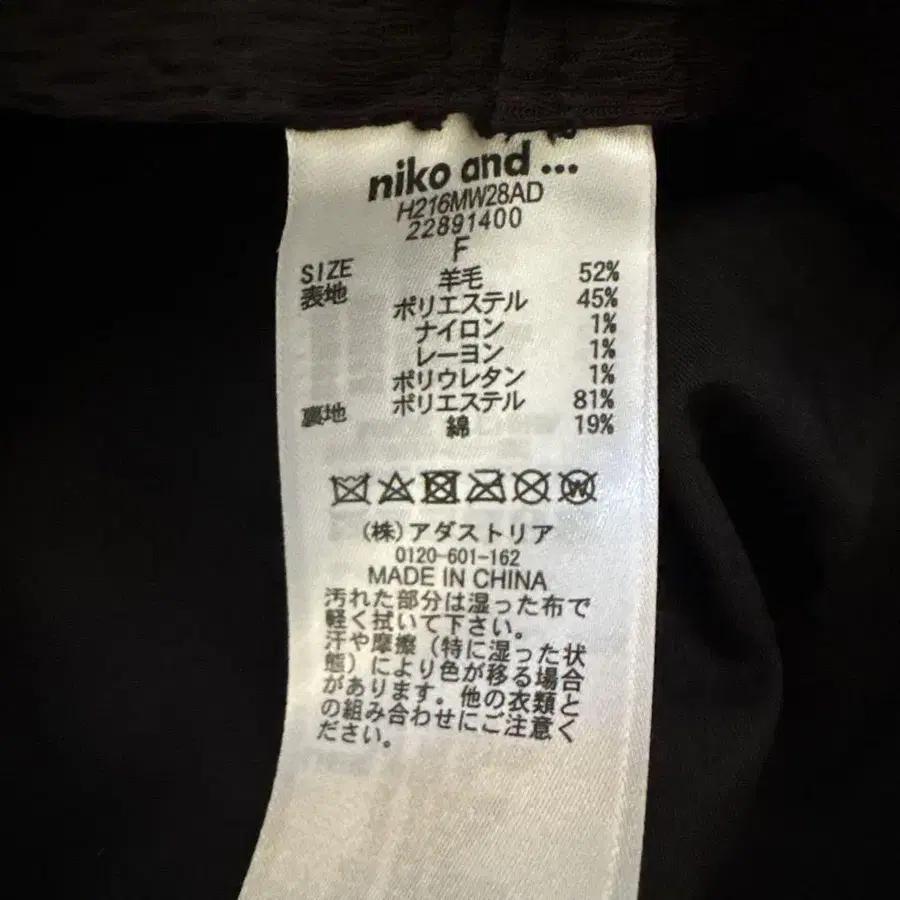 niko and ...
H216MW28AD
22891400
SIZE F
表地 羊毛 52%
ポリエステル 45%
ナイロン 1%
レーヨン 1%
ポリウレタン 1%
裏地 ポリエステル 81%
綿 19%
W
(株)アダストリア
0120-601-162
MADE IN CHINA
汚れた部分は湿った布で
軽く拭いて下さい。
汗や摩擦(特に湿った状
態)により色が移る場合
があります。他の衣類と
の組み合わせにご注意く
ださい。